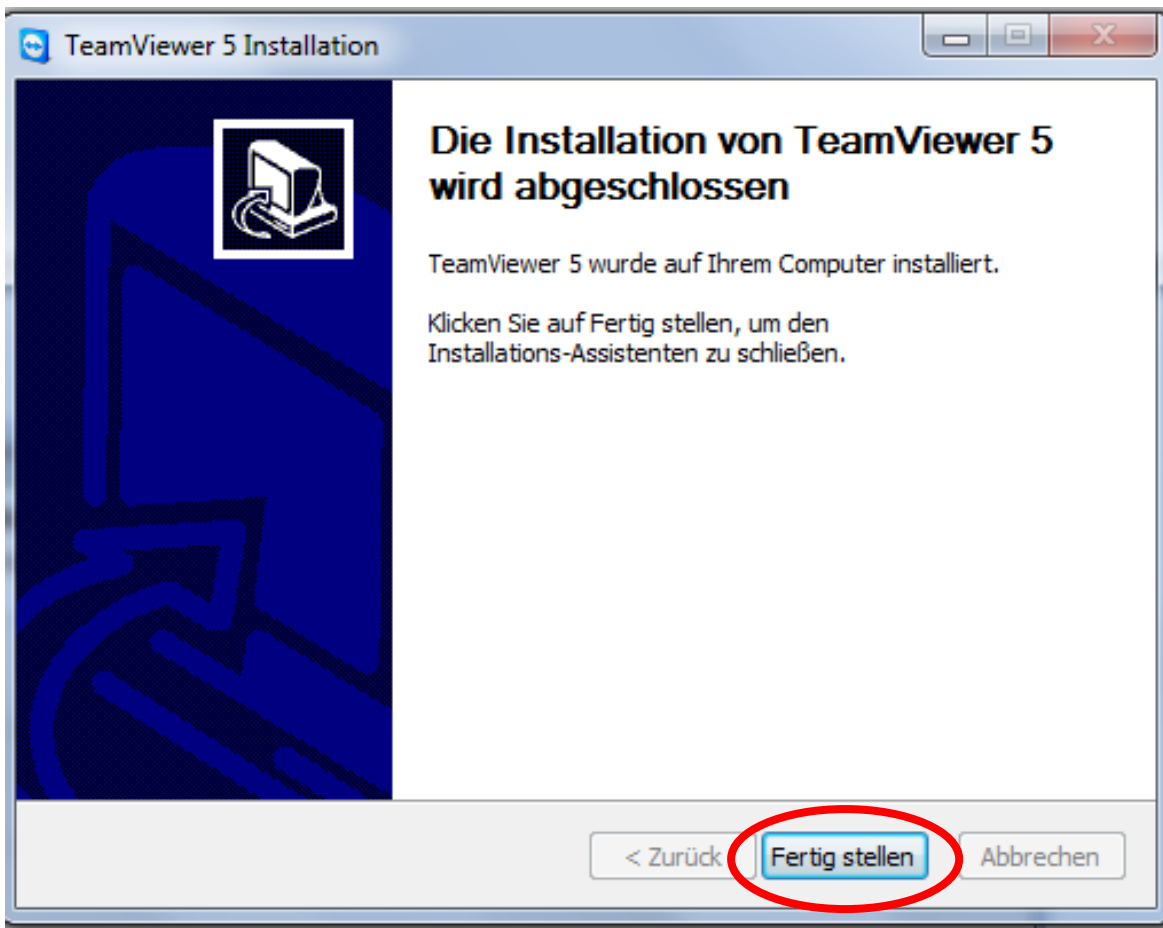 TeamViewer 5 Installation
Die Installation von TeamViewer 5
wird abgeschlossen
TeamViewer 5 wurde auf Ihrem Computer installiert.
Klicken Sie auf Fertig stellen, um den
Installations-Assistenten zu schließen.
< Zurück Fertig stellen Abbrechen